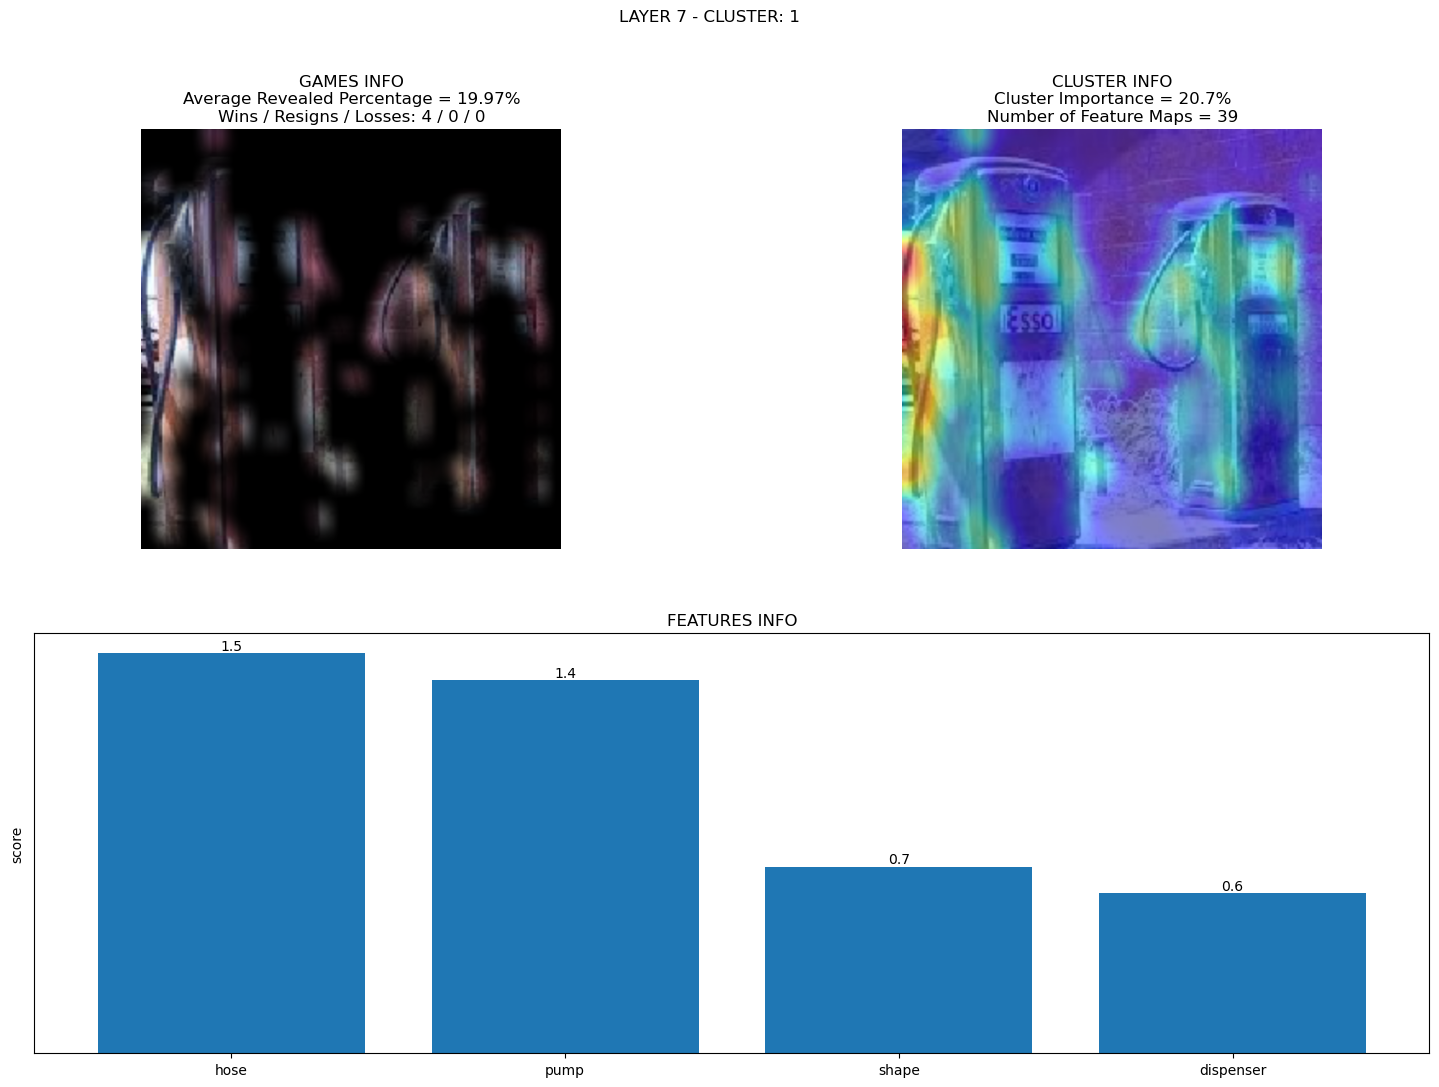 LAYER 7 - CLUSTER: 1
GAMES INFO
Average Revealed Percentage = 19.97%
Wins / Resigns / Losses: 4 / 0 / 0
CLUSTER INFO
Cluster Importance = 20.7%
Number of Feature Maps = 39
FEATURES INFO
score
1.5
1.4
0.7
0.6
hose
pump
shape
dispenser